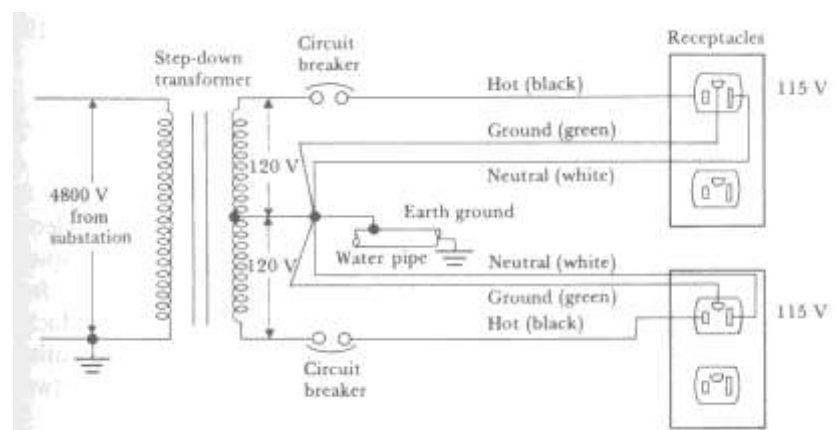 Receptacles
Circuit
breaker
Step-down
transformer
Hot (black)
115 V
Ground (green)
120 V
Neutral (white)
4800 V
from
substation
Earth ground
Water pipe
120 V
Neutral (white)
Ground (green)
Hot (black)
115 V
Circuit
breaker